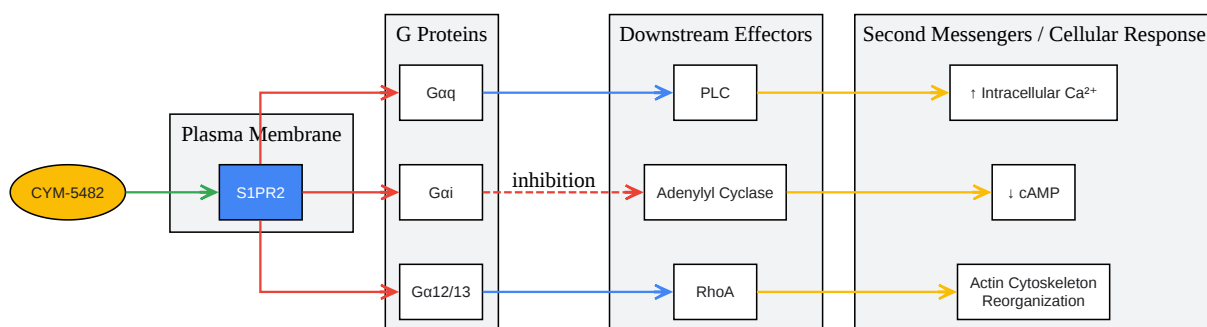 G Proteins
Downstream Effectors
Second Messengers / Cellular Response
Gαq
PLC
↑ Intracellular Ca²⁺
Plasma Membrane
CYM-5482
S1PR2
Gαi
inhibition
Adenylyl Cyclase
↓ cAMP
Gα12/13
RhoA
Actin Cytoskeleton
Reorganization